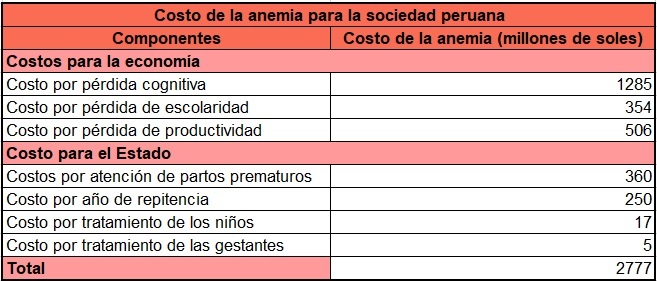 Costo de la anemia para la sociedad peruana
Componentes Costo de la anemia (millones de soles)
Costos para la economía
Costo por pérdida cognitiva 1285
Costo por pérdida de escolaridad 354
Costo por pérdida de productividad 506
Costo para el Estado
Costos por atención de partos prematuros 360
Costo por año de repitencia 250
Costo por tratamiento de los niños 17
Costo por tratamiento de las gestantes 5
Total 2777